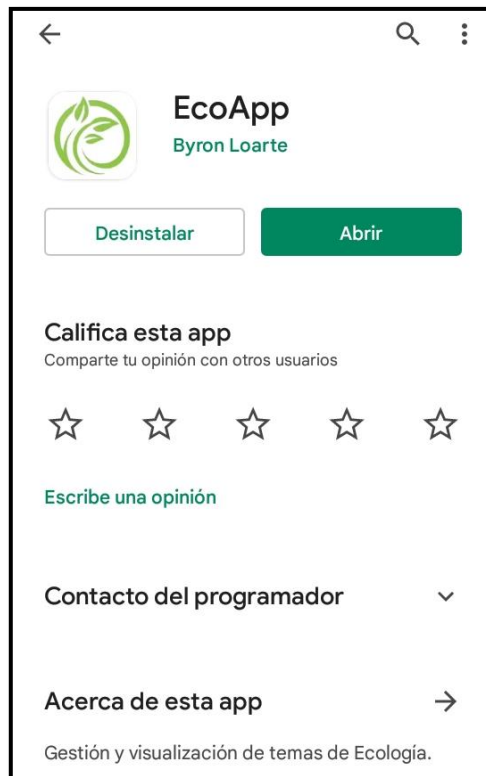 EcoApp
Byron Loarte
Desinstalar
Abrir
Califica esta app
Comparte tu opinión con otros usuarios
Escribe una opinión
Contacto del programador
Acerca de esta app
Gestión y visualización de temas de Ecología.